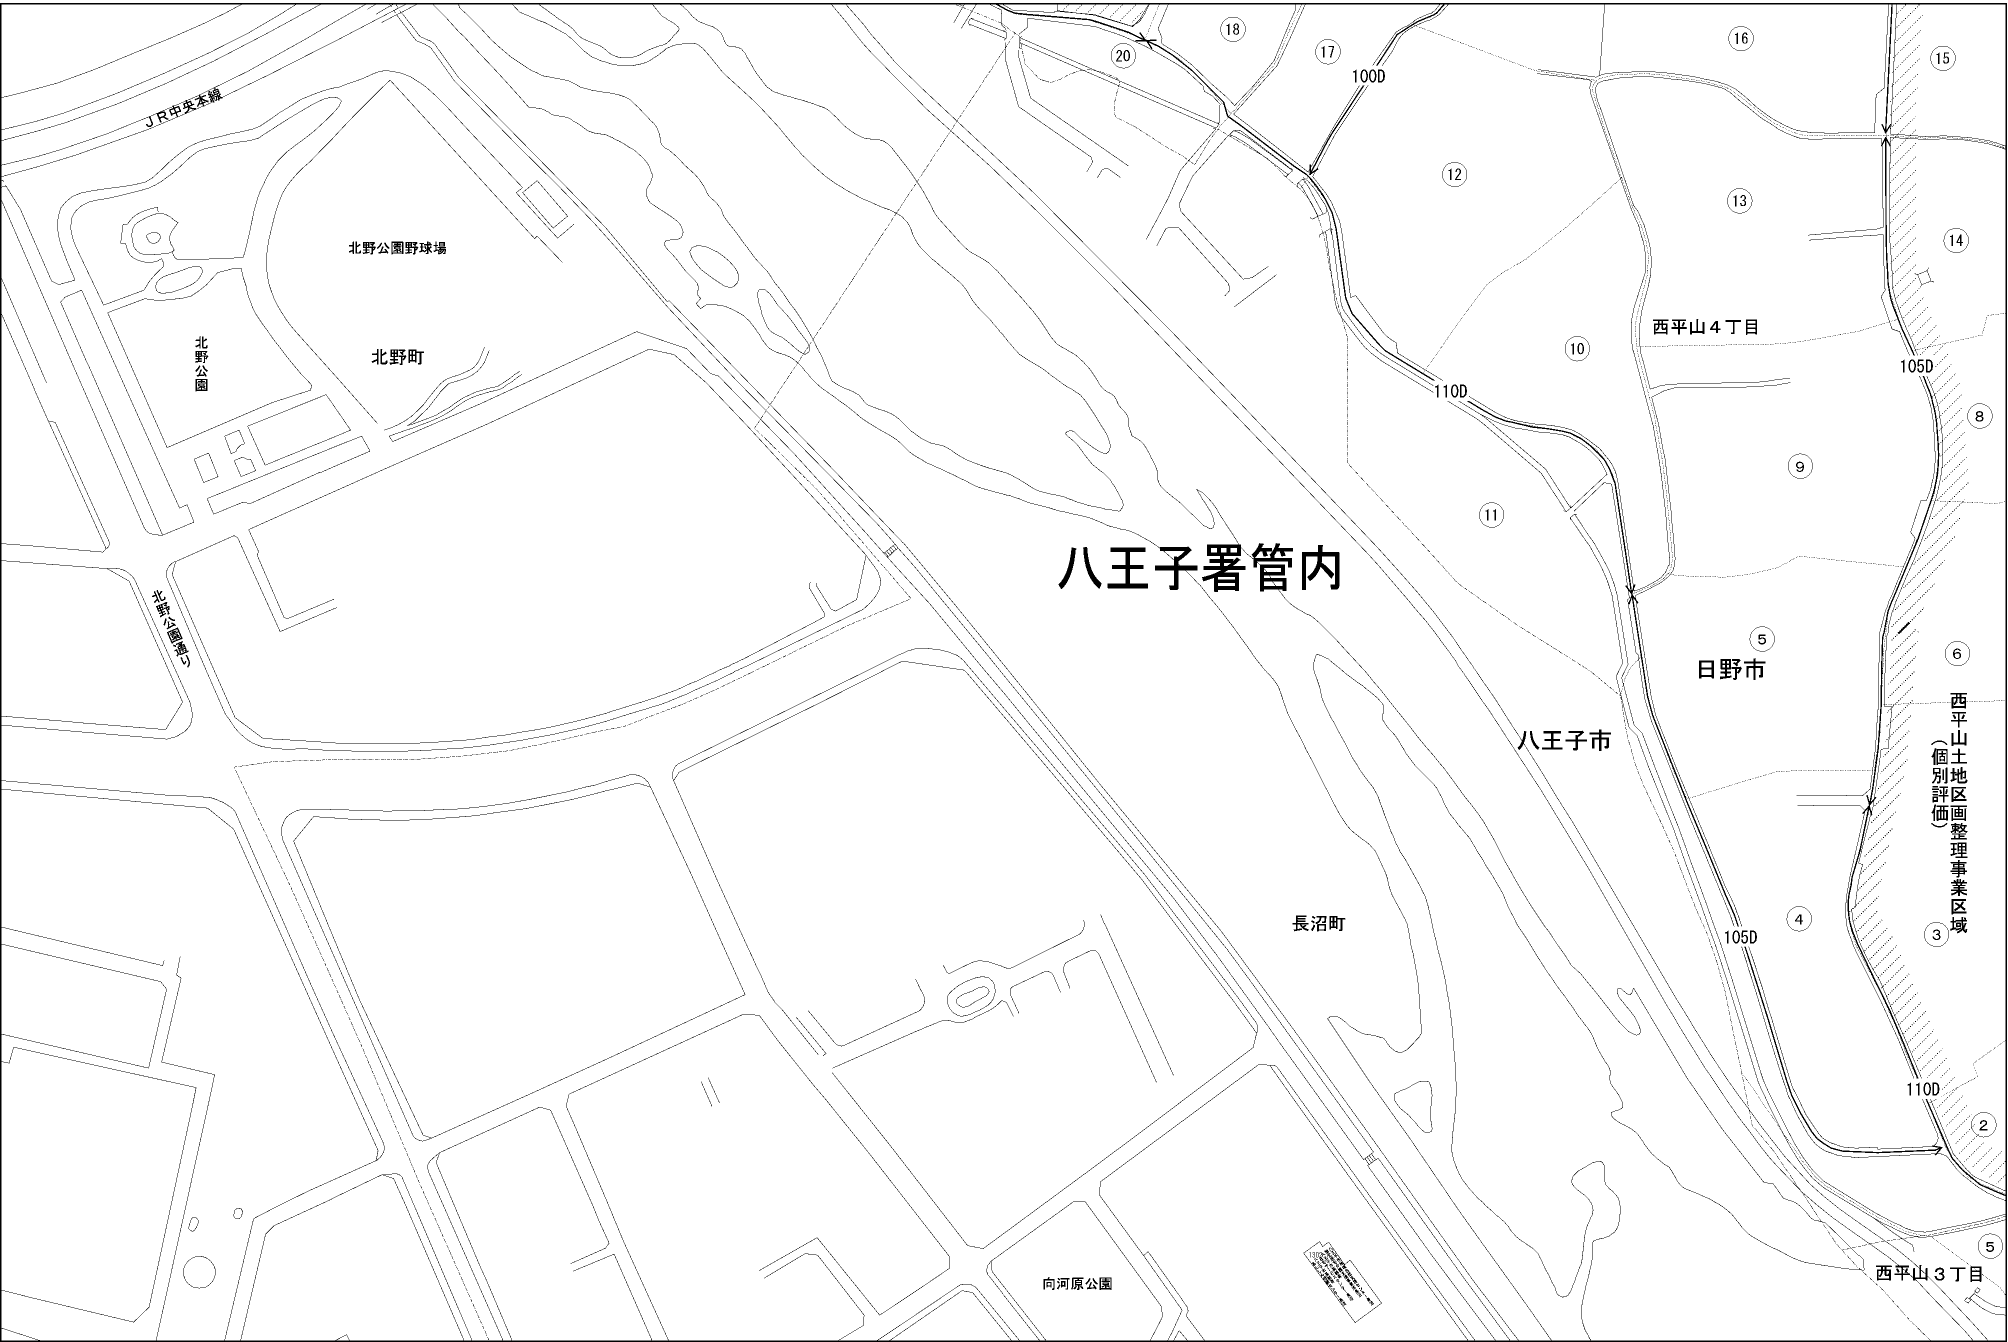 JR中央本線
北野公園野球場
北野町
北野公園
北野公園通り
八王子署管内
長沼町
向河原公園
八王子市
日野市
西平山4丁目
西平山3丁目
西平山土地区画整理事業区域
（個別評価）
100D
110D
105D
105D
110D
20
18
17
16
15
12
13
14
10
8
9
11
5
6
4
3
2
5